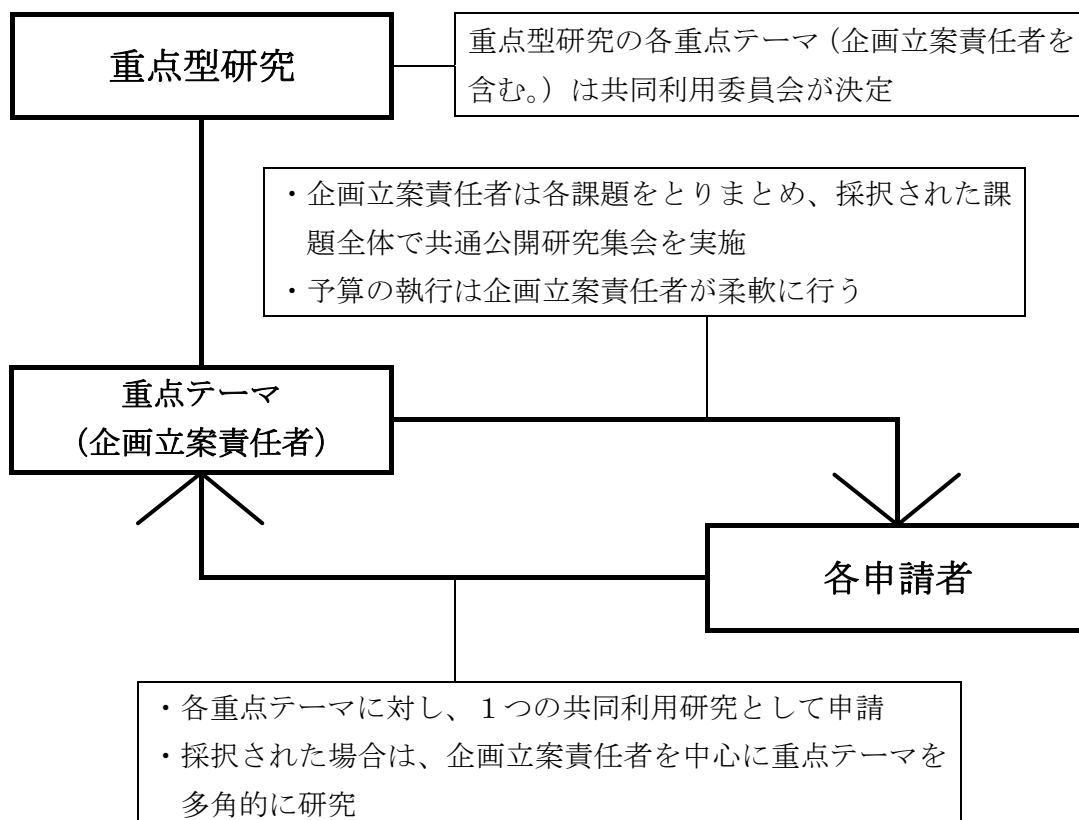 重点型研究
重点型研究の各重点テーマ（企画立案責任者を
含む。）は共同利用委員会が決定
・企画立案責任者は各課題をとりまとめ、採択された課
題全体で共通公開研究集会を実施
・予算の執行は企画立案責任者が柔軟に行う
重点テーマ
（企画立案責任者）
各申請者
・各重点テーマに対し、１つの共同利用研究として申請
・採択された場合は、企画立案責任者を中心に重点テーマを
多角的に研究